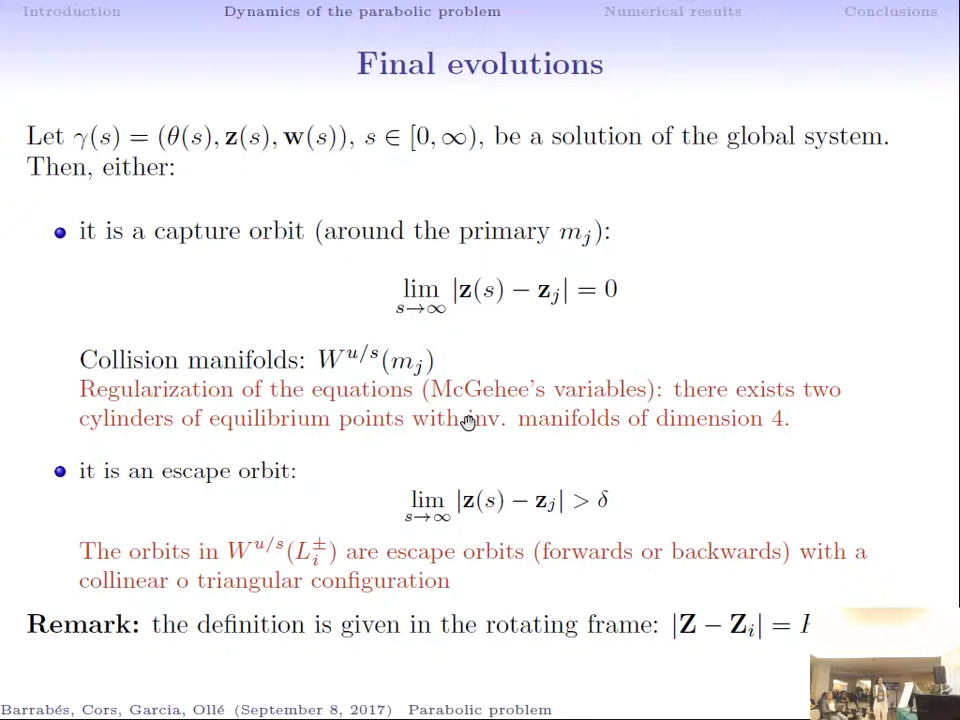 Introduction Dynamics of the parabolic problem Numerical results Conclusions
Final evolutions
Let γ(s) = (θ(s), z(s), w(s)), s ∈ [0, ∞), be a solution of the global system.
Then, either:
it is a capture orbit (around the primary m_j):
lim_{s→∞} |z(s) − z_j| = 0
Collision manifolds: W^{u/s}(m_j)
Regularization of the equations (McGehee's variables): there exists two
cylinders of equilibrium points with inv. manifolds of dimension 4.
it is an escape orbit:
lim_{s→∞} |z(s) − z_j| > δ
The orbits in W^{u/s}(L_i^±) are escape orbits (forwards or backwards) with a
collinear o triangular configuration
Remark: the definition is given in the rotating frame: |Z − Z_i| =
Barrabés, Cors, Garcia, Ollé (September 8, 2017) Parabolic problem